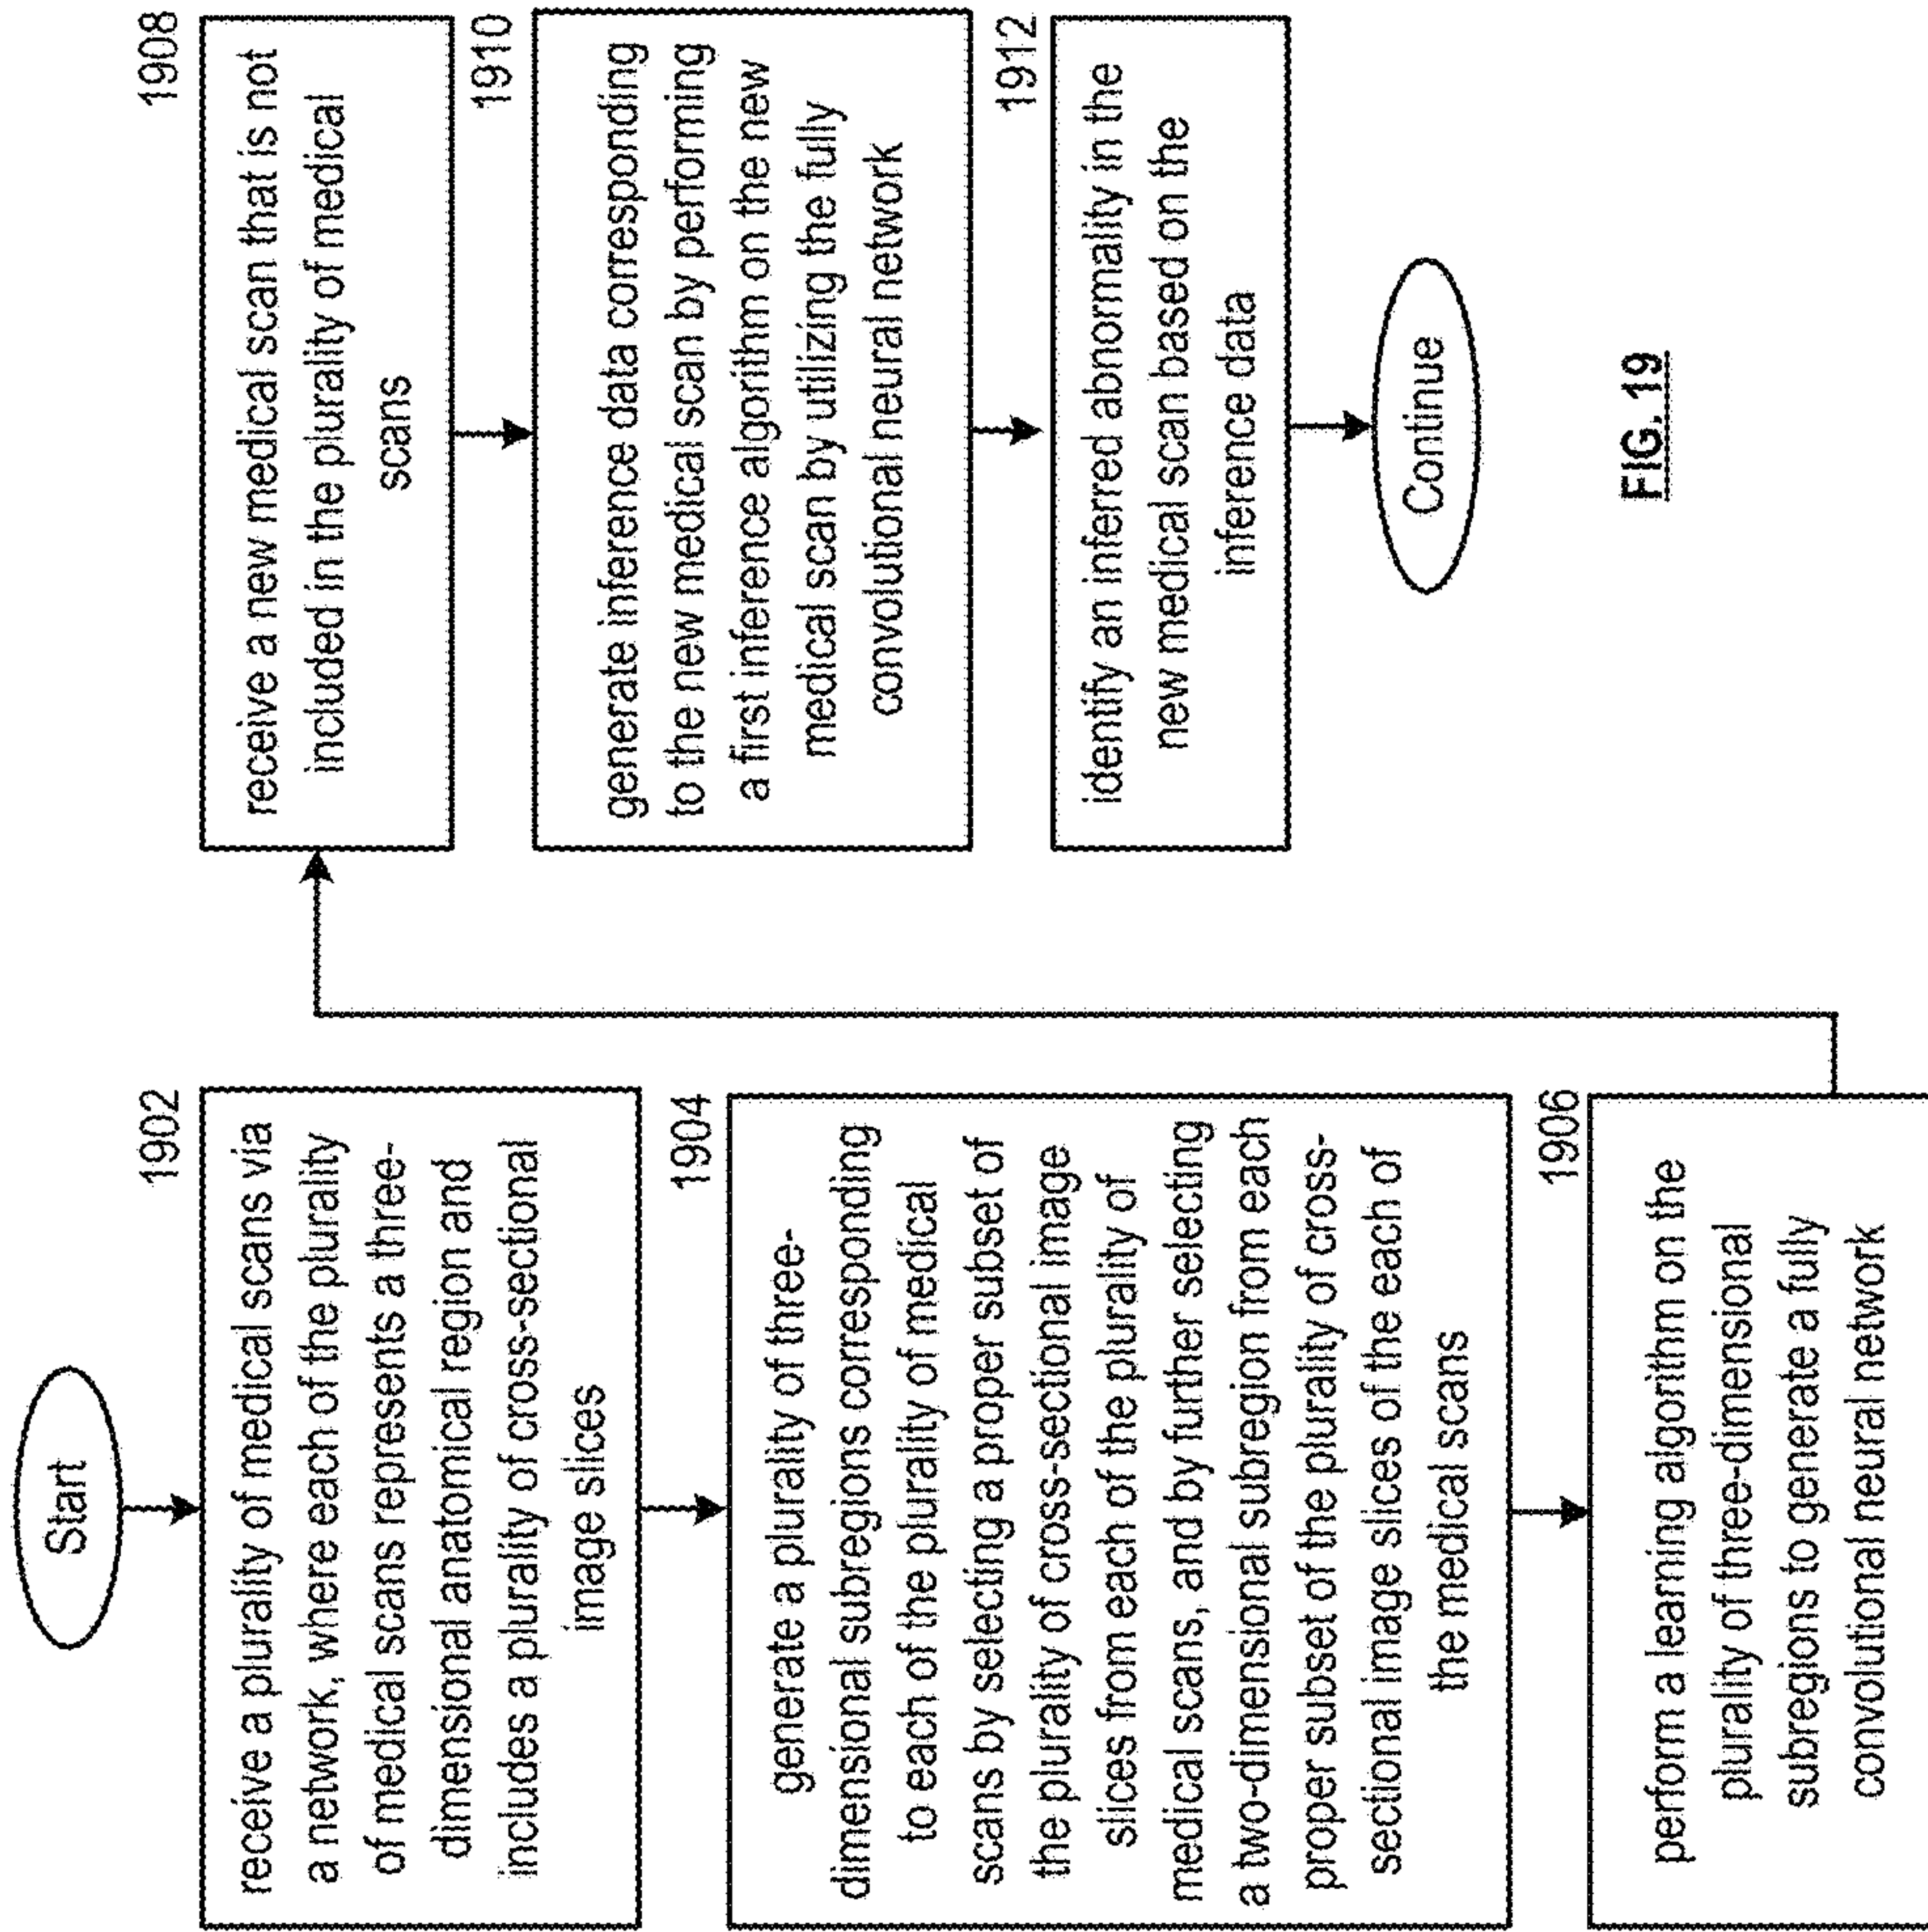 Start
1902
receive a plurality of medical scans via
a network, where each of the plurality
of medical scans represents a three-
dimensional anatomical region and
includes a plurality of cross-sectional
image slices
1904
generate a plurality of three-
dimensional subregions corresponding
to each of the plurality of medical
scans by selecting a proper subset of
the plurality of cross-sectional image
slices from each of the plurality of
medical scans, and by further selecting
a two-dimensional subregion from each
proper subset of the plurality of cross-
sectional image slices of the each of
the medical scans
1906
perform a learning algorithm on the
plurality of three-dimensional
subregions to generate a fully
convolutional neural network
1908
receive a new medical scan that is not
included in the plurality of medical
scans
1910
generate inference data corresponding
to the new medical scan by performing
a first inference algorithm on the new
medical scan by utilizing the fully
convolutional neural network
1912
identify an inferred abnormality in the
new medical scan based on the
inference data
Continue
FIG. 19